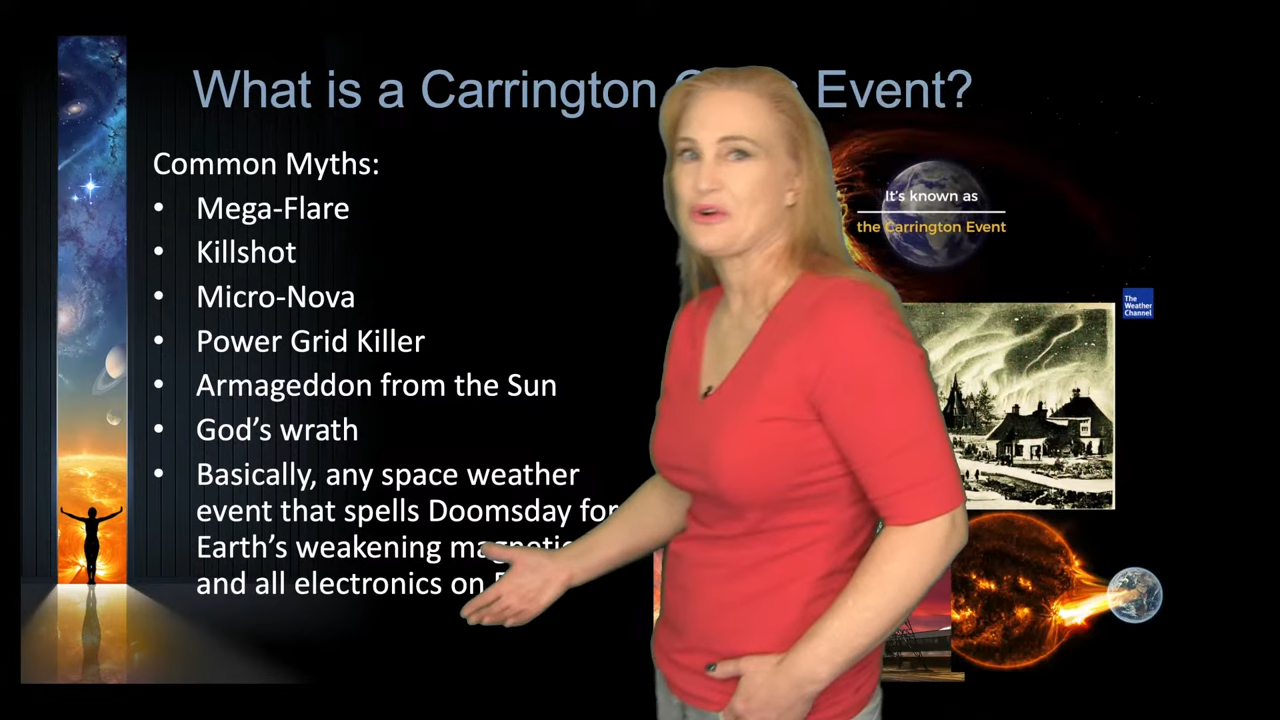 What is a Carrington Event?
Common Myths:
• Mega-Flare
• Killshot
• Micro-Nova
• Power Grid Killer
• Armageddon from the Sun
• God's wrath
• Basically, any space weather
event that spells Doomsday for
Earth's weakening magnetic
and all electronics on
It's known as
the Carrington Event
The
Weather
Channel